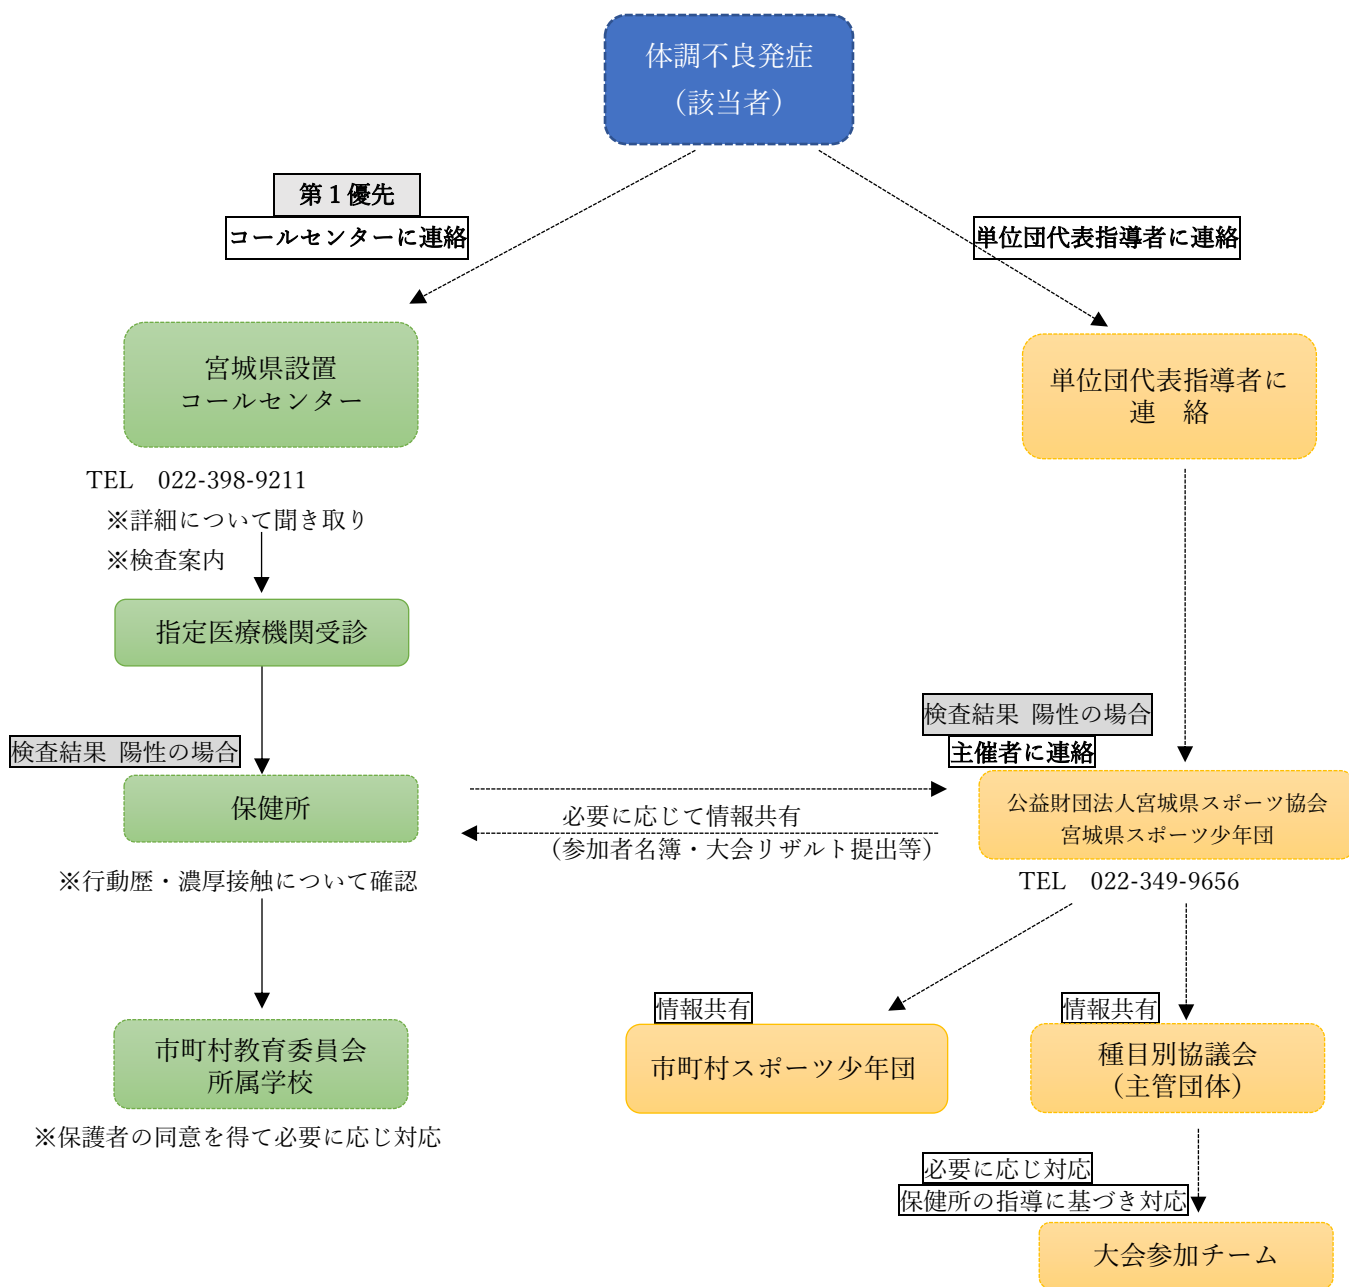 体調不良発症
（該当者）
第１優先
コールセンターに連絡
単位団代表指導者に連絡
宮城県設置
コールセンター
単位団代表指導者に
連　絡
TEL　022-398-9211
※詳細について聞き取り
※検査案内
指定医療機関受診
検査結果 陽性の場合
保健所
検査結果 陽性の場合
主催者に連絡
公益財団法人宮城県スポーツ協会
宮城県スポーツ少年団
必要に応じて情報共有
（参加者名簿・大会リザルト提出等）
※行動歴・濃厚接触について確認
TEL　022-349-9656
情報共有
情報共有
市町村教育委員会
所属学校
市町村スポーツ少年団
種目別協議会
（主管団体）
※保護者の同意を得て必要に応じ対応
必要に応じ対応
保健所の指導に基づき対応
大会参加チーム